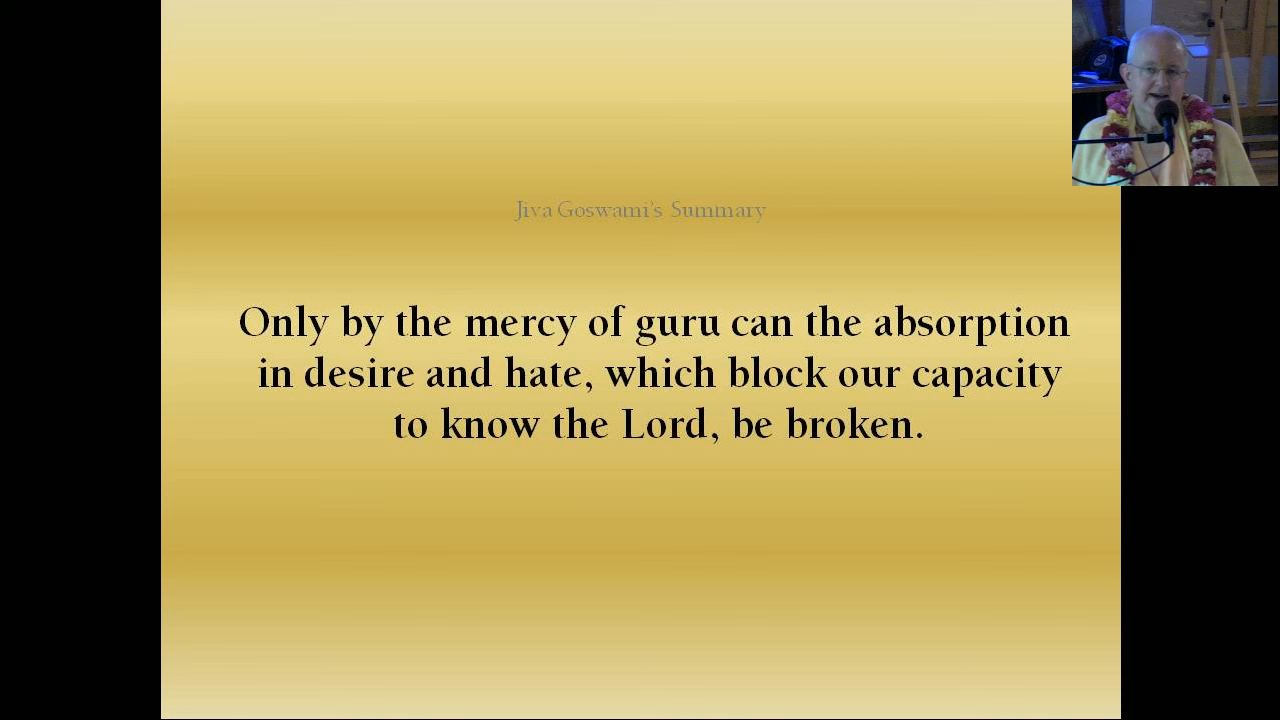 Jiva Goswami's Summary
Only by the mercy of guru can the absorption
in desire and hate, which block our capacity
to know the Lord, be broken.